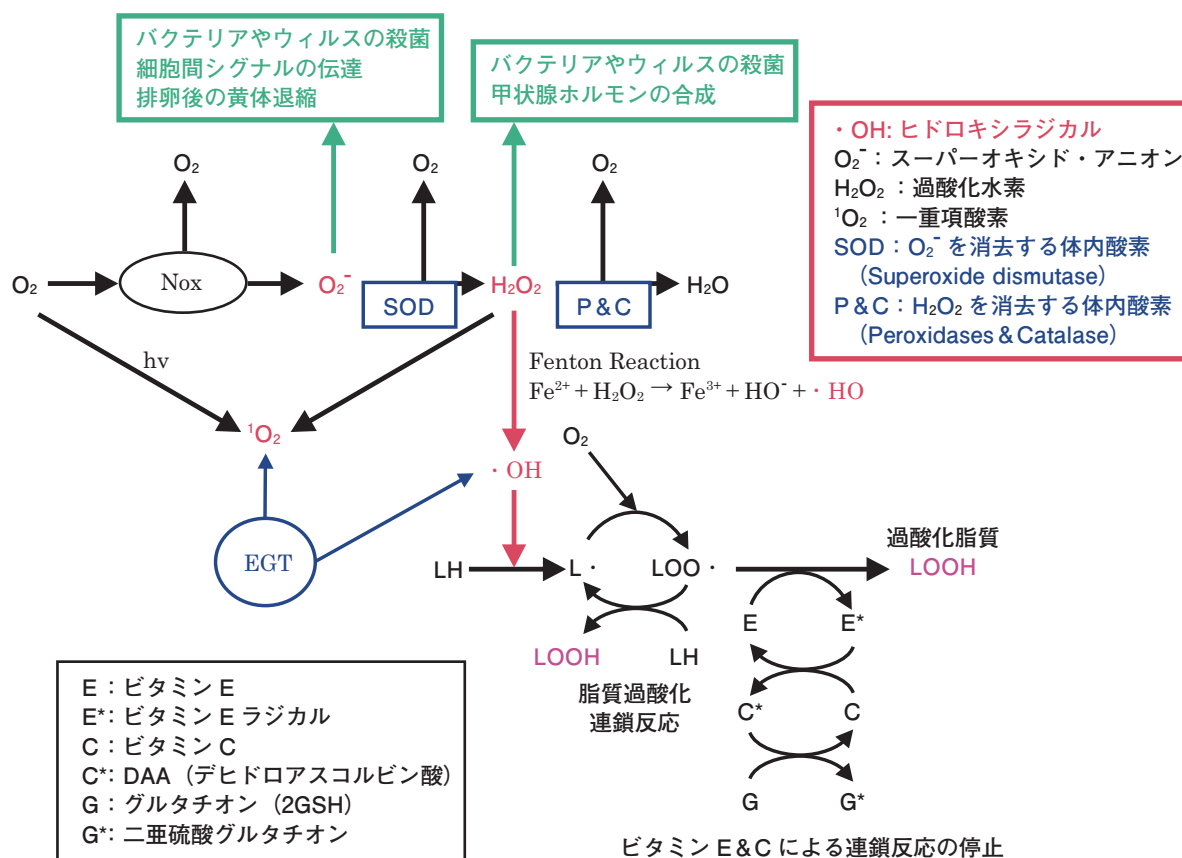 バクテリアやウィルスの殺菌
細胞間シグナルの伝達
排卵後の黄体退縮
バクテリアやウィルスの殺菌
甲状腺ホルモンの合成
・OH: ヒドロキシラジカル
O₂⁻：スーパーオキシド・アニオン
H₂O₂ ：過酸化水素
¹O₂ ：一重項酸素
SOD：O₂⁻ を消去する体内酸素
（Superoxide dismutase）
P & C：H₂O₂ を消去する体内酸素
（Peroxidases & Catalase）
O₂
O₂
O₂
O₂
Nox
O₂⁻
SOD
H₂O₂
P & C
H₂O
hv
Fenton Reaction
Fe²⁺ + H₂O₂ → Fe³⁺ + HO⁻ + ・HO
¹O₂
O₂
・OH
EGT
LH
L・
LOO・
過酸化脂質
LOOH
E
E*
LOOH
LH
脂質過酸化
連鎖反応
C*
C
G
G*
ビタミン E & C による連鎖反応の停止
E：ビタミン E
E*: ビタミン E ラジカル
C：ビタミン C
C*: DAA（デヒドロアスコルビン酸）
G：グルタチオン（2GSH）
G*: 二亜硫酸グルタチオン